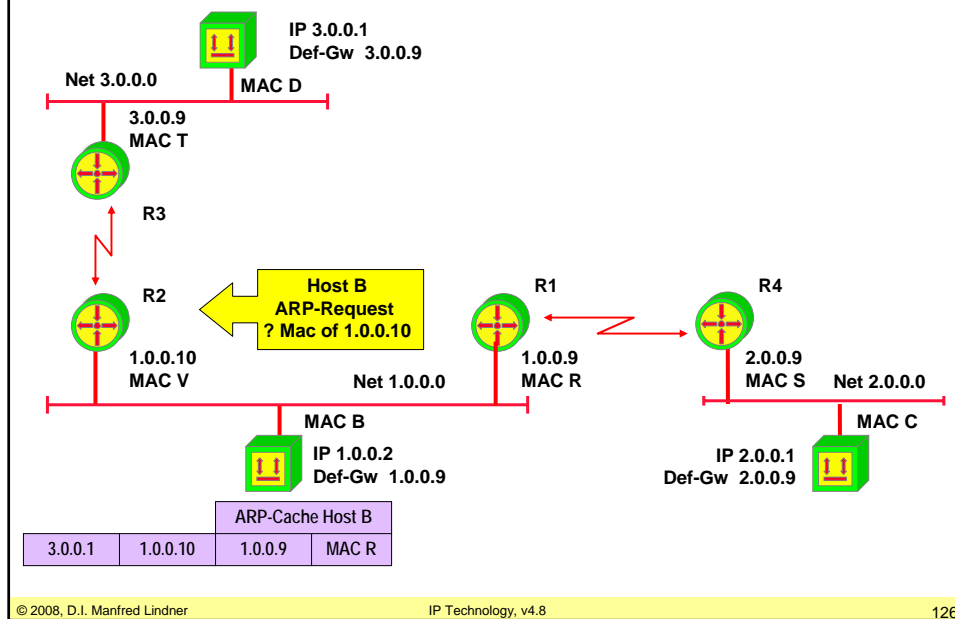 IP 3.0.0.1
Def-Gw 3.0.0.9
Net 3.0.0.0
MAC D
3.0.0.9
MAC T
R3
R2
Host B
ARP-Request
? Mac of 1.0.0.10
R1
R4
1.0.0.10
MAC V
Net 1.0.0.0
1.0.0.9
MAC R
2.0.0.9
MAC S
Net 2.0.0.0
MAC B
MAC C
IP 1.0.0.2
Def-Gw 1.0.0.9
IP 2.0.0.1
Def-Gw 2.0.0.9
ARP-Cache Host B
3.0.0.1 1.0.0.10 1.0.0.9 MAC R
© 2008, D.I. Manfred Lindner IP Technology, v4.8 126